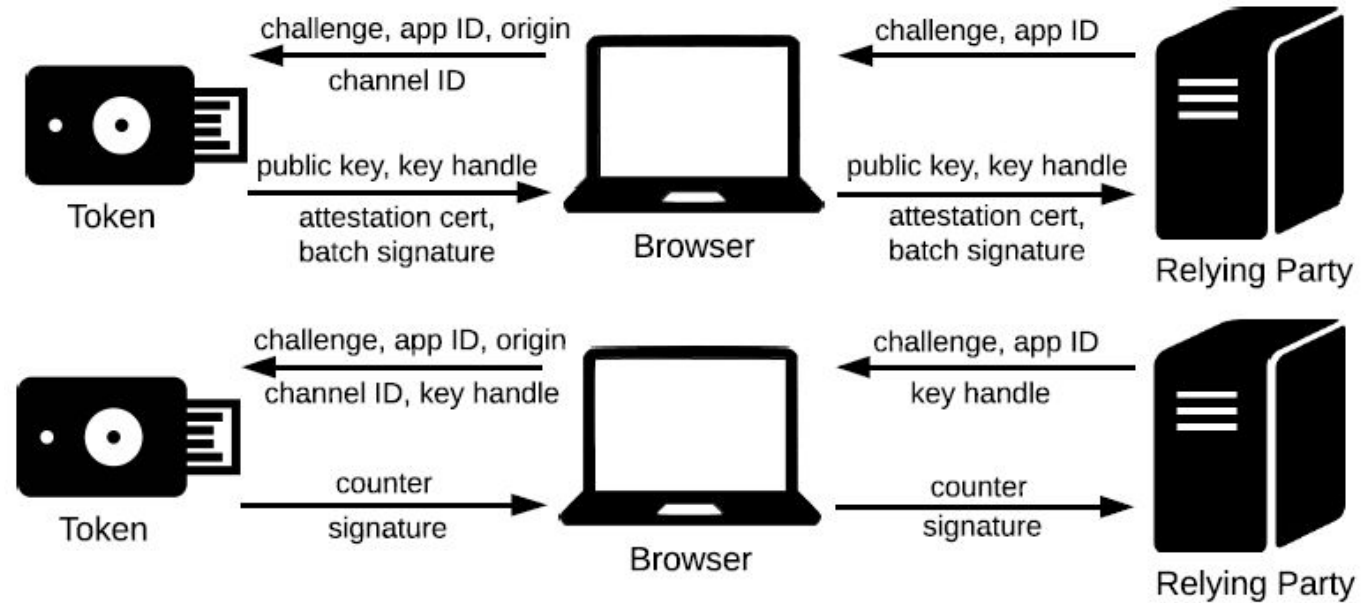 challenge, app ID, origin
channel ID
challenge, app ID
public key, key handle
attestation cert,
batch signature
public key, key handle
attestation cert,
batch signature
Token
Browser
Relying Party
challenge, app ID, origin
channel ID, key handle
challenge, app ID
key handle
counter
signature
counter
signature
Token
Browser
Relying Party